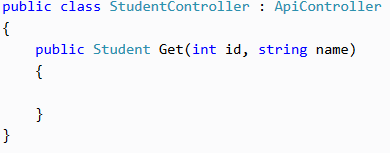 public class StudentController : ApiController
{
    public Student Get(int id, string name)
    {
    }
}